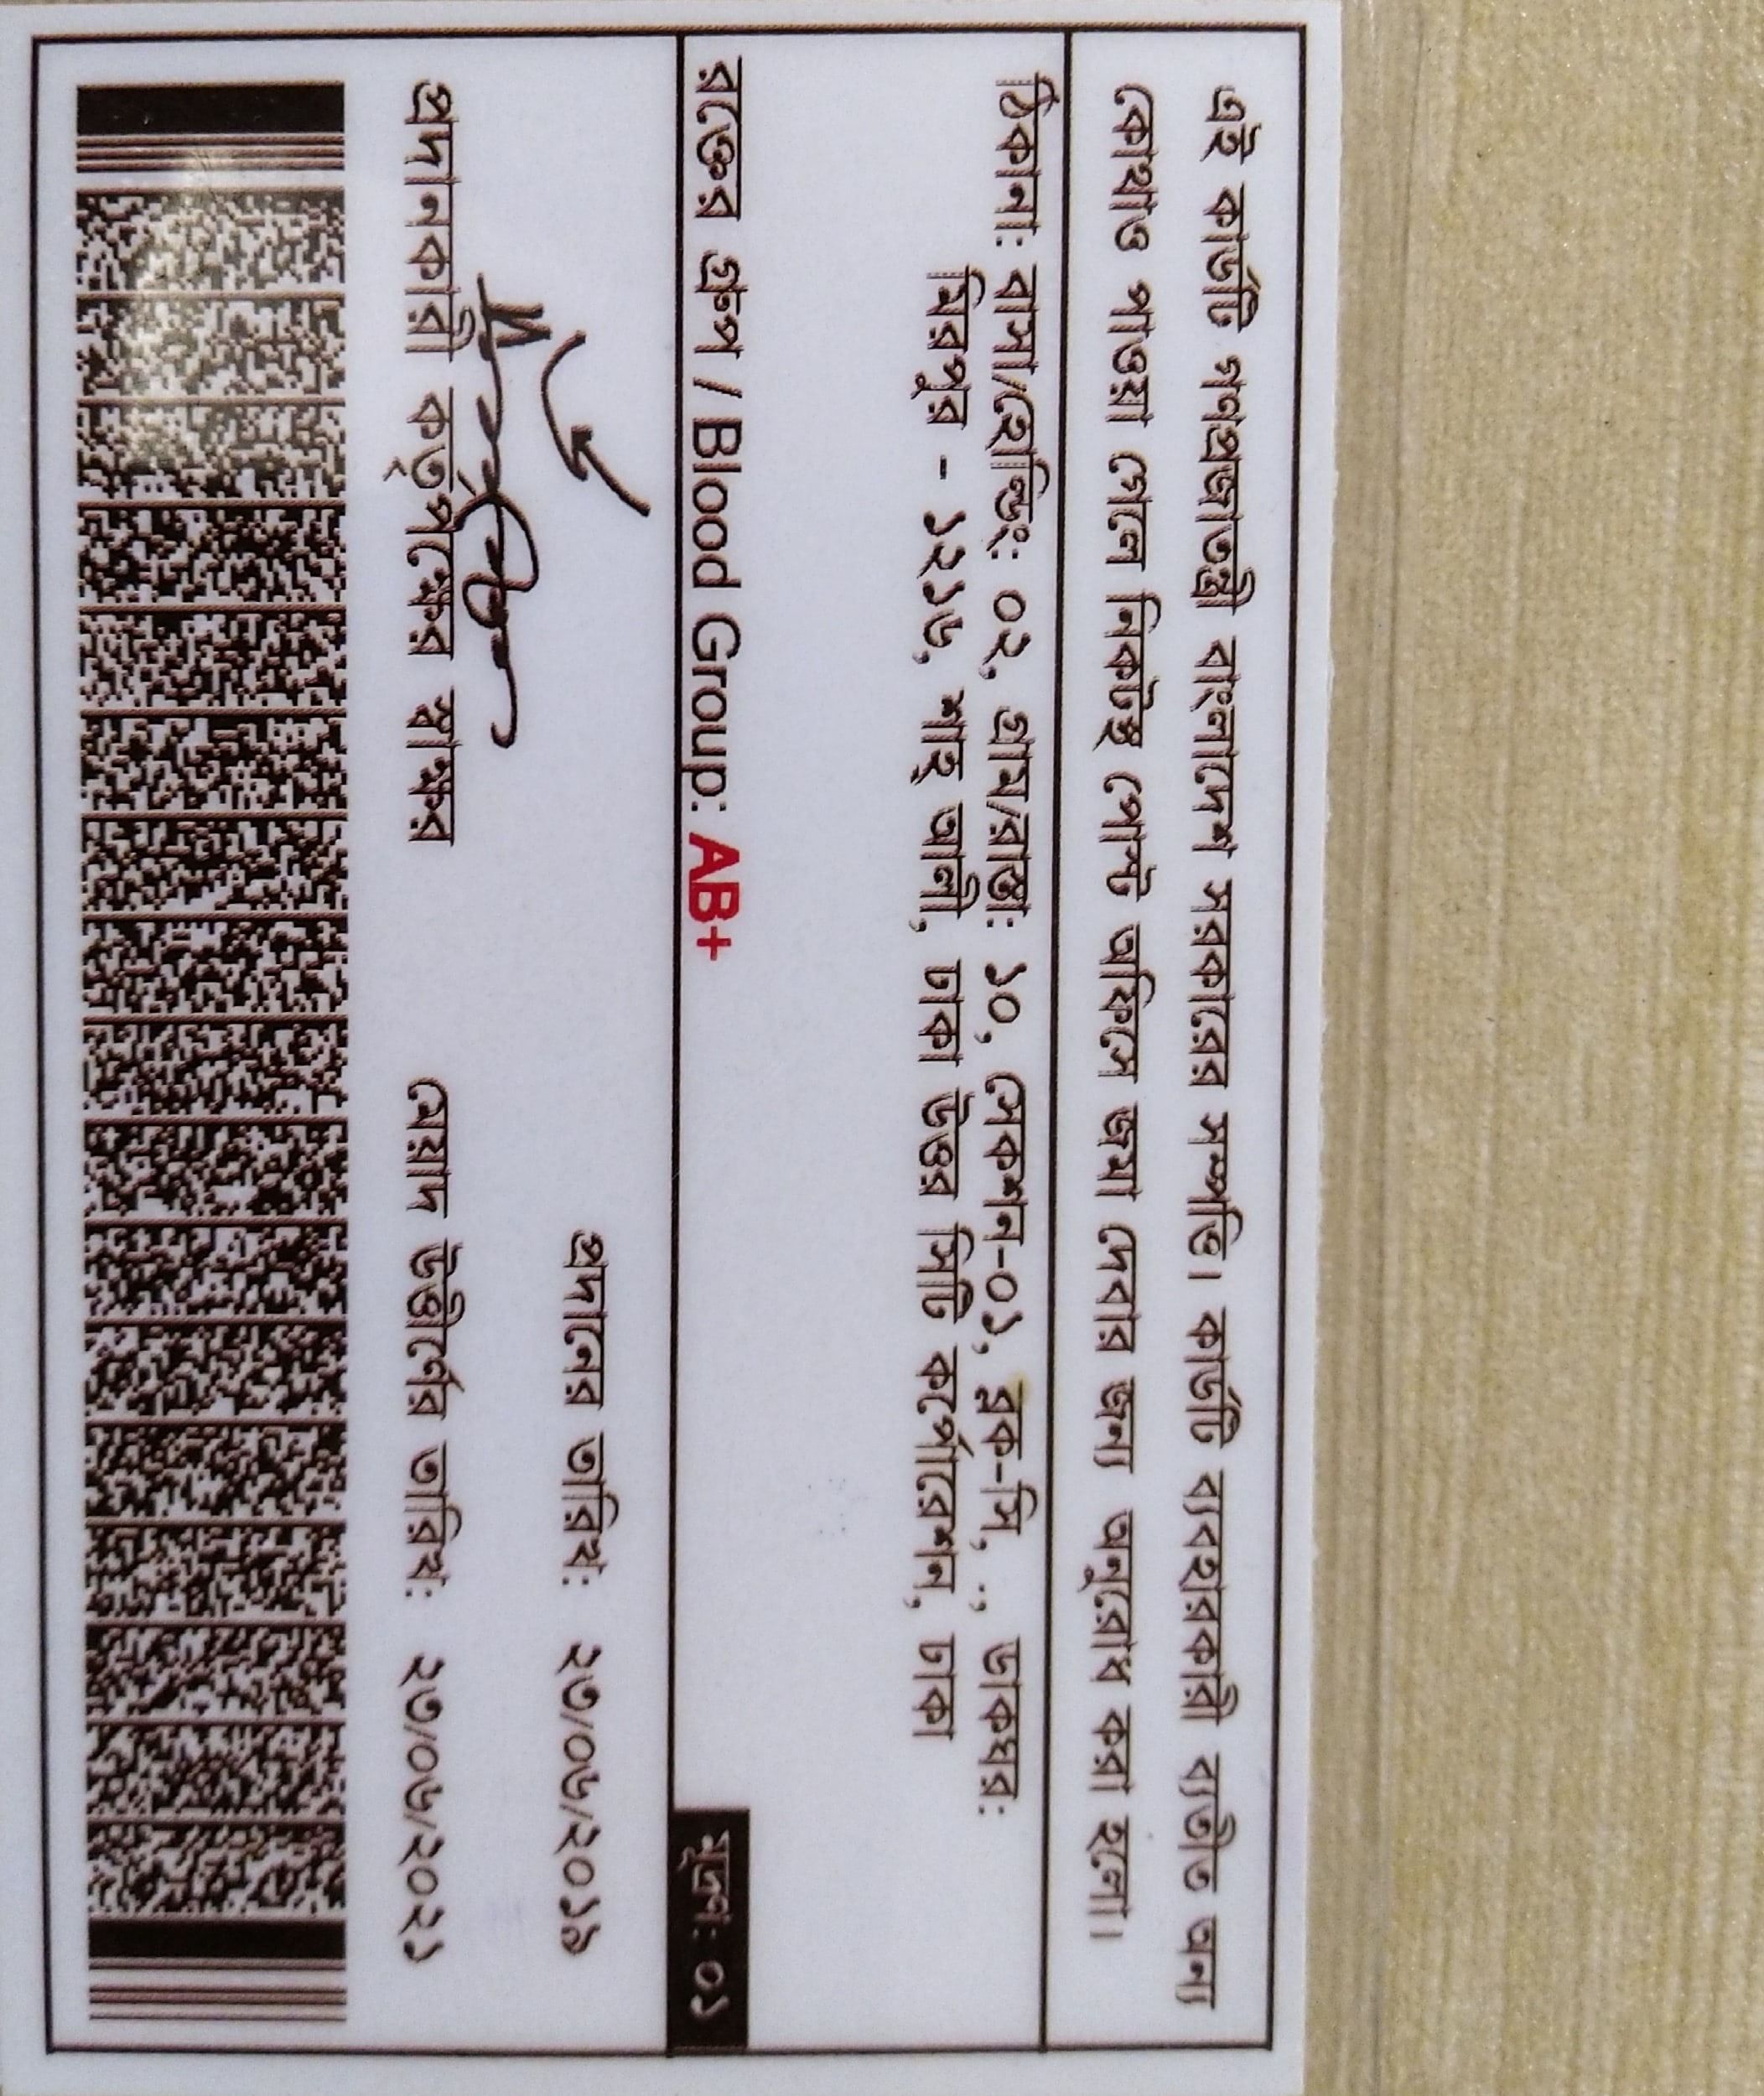 এই কার্ডটি গণপ্রজাতন্ত্রী বাংলাদেশ সরকারের সম্পত্তি। কার্ডটি ব্যবহারকারী ব্যতীত অন্য
কোথাও পাওয়া গেলে নিকটস্থ পোস্ট অফিসে জমা দেবার জন্য অনুরোধ করা হলো।
ঠিকানা: বাসা/হোল্ডিং: ০২, গ্রাম/রাস্তা: ১০, সেকশন-০১, ব্লক-সি, .., ডাকঘর:
মিরপুর - ১২১৬, শাহ্ আলী, ঢাকা উত্তর সিটি কর্পোরেশন, ঢাকা
রক্তের গ্রুপ / Blood Group: AB+
মুদ্রণ: ০১
প্রদানের তারিখ: ২৩/০৬/২০১৯
প্রদানকারী কর্তৃপক্ষের স্বাক্ষর
মেয়াদ উত্তীর্ণের তারিখ: ২৩/০৬/২০২১